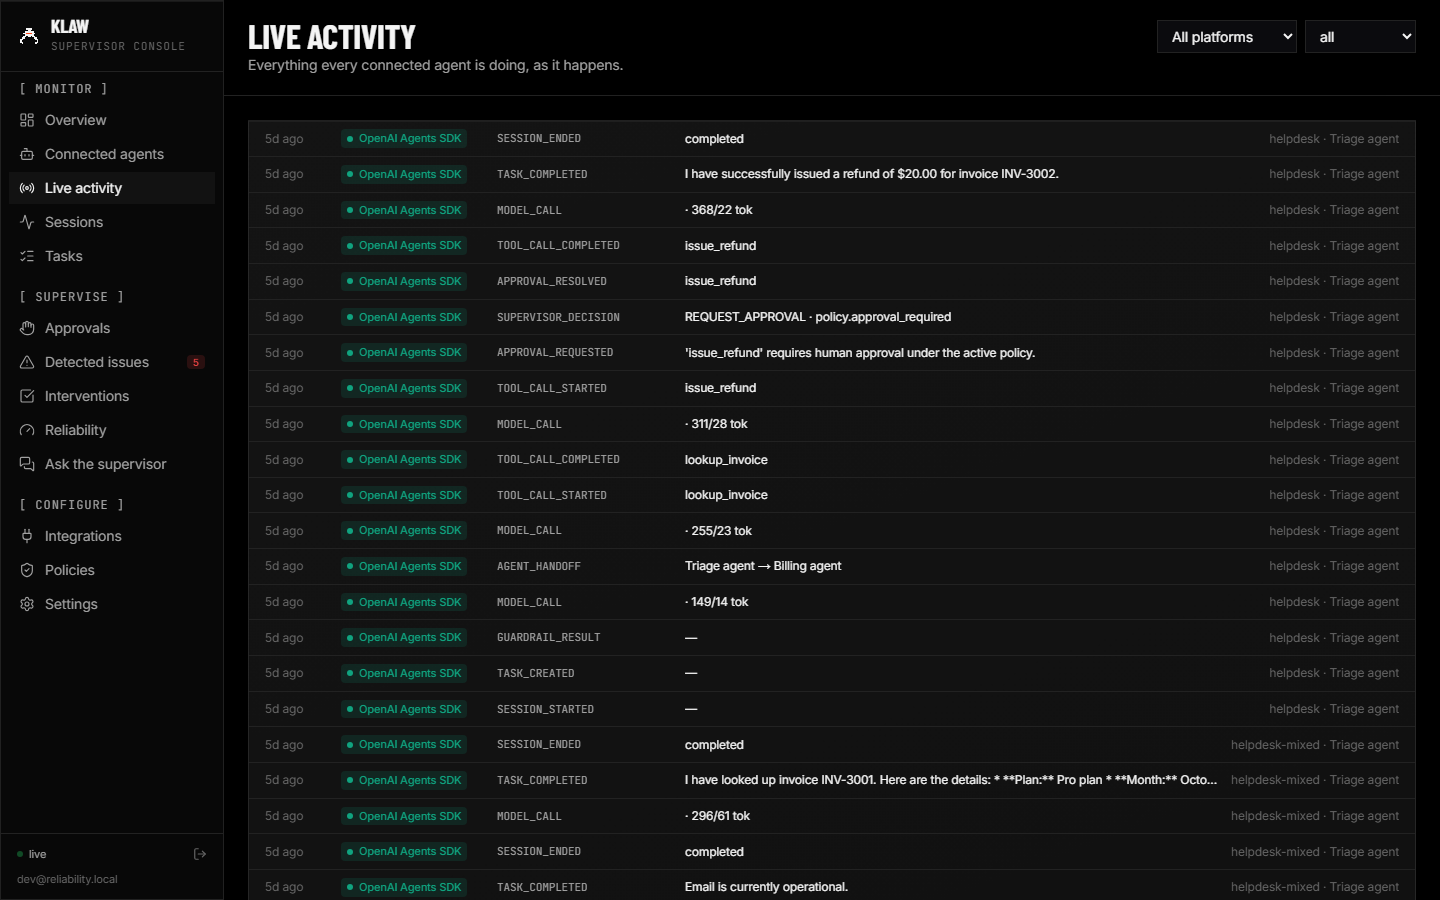 KLAW
SUPERVISOR CONSOLE
[ MONITOR ]
Overview
Connected agents
Live activity
Sessions
Tasks
[ SUPERVISE ]
Approvals
Detected issues 5
Interventions
Reliability
Ask the supervisor
[ CONFIGURE ]
Integrations
Policies
Settings
live
dev@reliability.local
LIVE ACTIVITY
Everything every connected agent is doing, as it happens.
All platforms
all
5d ago OpenAI Agents SDK SESSION_ENDED completed helpdesk · Triage agent
5d ago OpenAI Agents SDK TASK_COMPLETED I have successfully issued a refund of $20.00 for invoice INV-3002. helpdesk · Triage agent
5d ago OpenAI Agents SDK MODEL_CALL · 368/22 tok helpdesk · Triage agent
5d ago OpenAI Agents SDK TOOL_CALL_COMPLETED issue_refund helpdesk · Triage agent
5d ago OpenAI Agents SDK APPROVAL_RESOLVED issue_refund helpdesk · Triage agent
5d ago OpenAI Agents SDK SUPERVISOR_DECISION REQUEST_APPROVAL · policy.approval_required helpdesk · Triage agent
5d ago OpenAI Agents SDK APPROVAL_REQUESTED 'issue_refund' requires human approval under the active policy. helpdesk · Triage agent
5d ago OpenAI Agents SDK TOOL_CALL_STARTED issue_refund helpdesk · Triage agent
5d ago OpenAI Agents SDK MODEL_CALL · 311/28 tok helpdesk · Triage agent
5d ago OpenAI Agents SDK TOOL_CALL_COMPLETED lookup_invoice helpdesk · Triage agent
5d ago OpenAI Agents SDK TOOL_CALL_STARTED lookup_invoice helpdesk · Triage agent
5d ago OpenAI Agents SDK MODEL_CALL · 255/23 tok helpdesk · Triage agent
5d ago OpenAI Agents SDK AGENT_HANDOFF Triage agent → Billing agent helpdesk · Triage agent
5d ago OpenAI Agents SDK MODEL_CALL · 149/14 tok helpdesk · Triage agent
5d ago OpenAI Agents SDK GUARDRAIL_RESULT — helpdesk · Triage agent
5d ago OpenAI Agents SDK TASK_CREATED — helpdesk · Triage agent
5d ago OpenAI Agents SDK SESSION_STARTED — helpdesk · Triage agent
5d ago OpenAI Agents SDK SESSION_ENDED completed helpdesk-mixed · Triage agent
5d ago OpenAI Agents SDK TASK_COMPLETED I have looked up invoice INV-3001. Here are the details: * **Plan:** Pro plan * **Month:** Octo... helpdesk-mixed · Triage agent
5d ago OpenAI Agents SDK MODEL_CALL · 296/61 tok helpdesk-mixed · Triage agent
5d ago OpenAI Agents SDK SESSION_ENDED completed helpdesk-mixed · Triage agent
5d ago OpenAI Agents SDK TASK_COMPLETED Email is currently operational. helpdesk-mixed · Triage agent